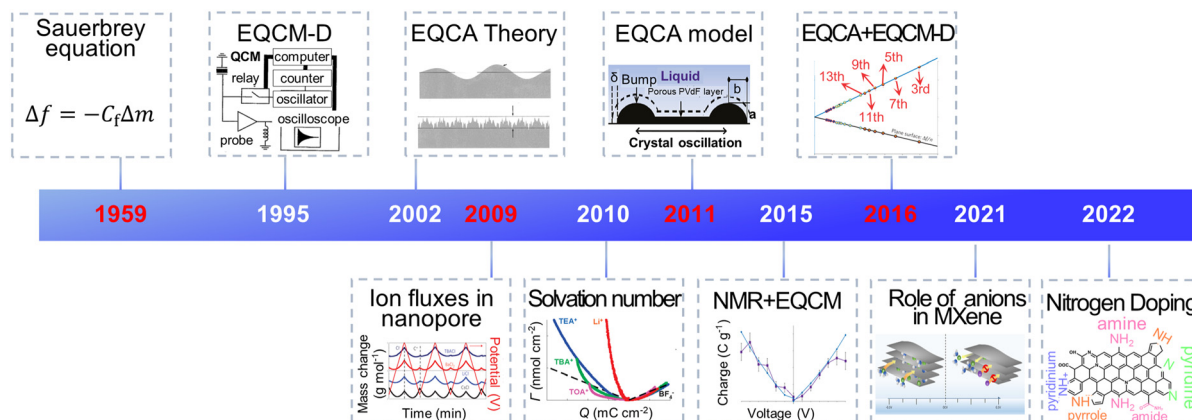 Sauerbrey
equation
Δf = −C_fΔm
EQCM-D
QCM
computer
relay
counter
oscillator
oscilloscope
probe
EQCA Theory
EQCA model
δ
Bump
Liquid
Porous PVdF layer
b
a
Crystal oscillation
EQCA+EQCM-D
13th
9th
5th
11th
7th
3rd
1959
1995
2002
2009
2010
2011
2015
2016
2021
2022
Ion fluxes in
nanopore
Mass change
(g mol⁻¹)
Potential (V)
Time (min)
Solvation number
Γ (nmol cm⁻²)
TEA⁺
Li⁺
TBA⁺
TOA⁺
BF₄
Q (mC cm⁻²)
NMR+EQCM
Charge (C g⁻¹)
Voltage (V)
Role of anions
in MXene
Nitrogen Doping
amine
NH₂
NH
N
pyridinium
NH⁺
pyridine
NH
pyrrole
NH₂
amide